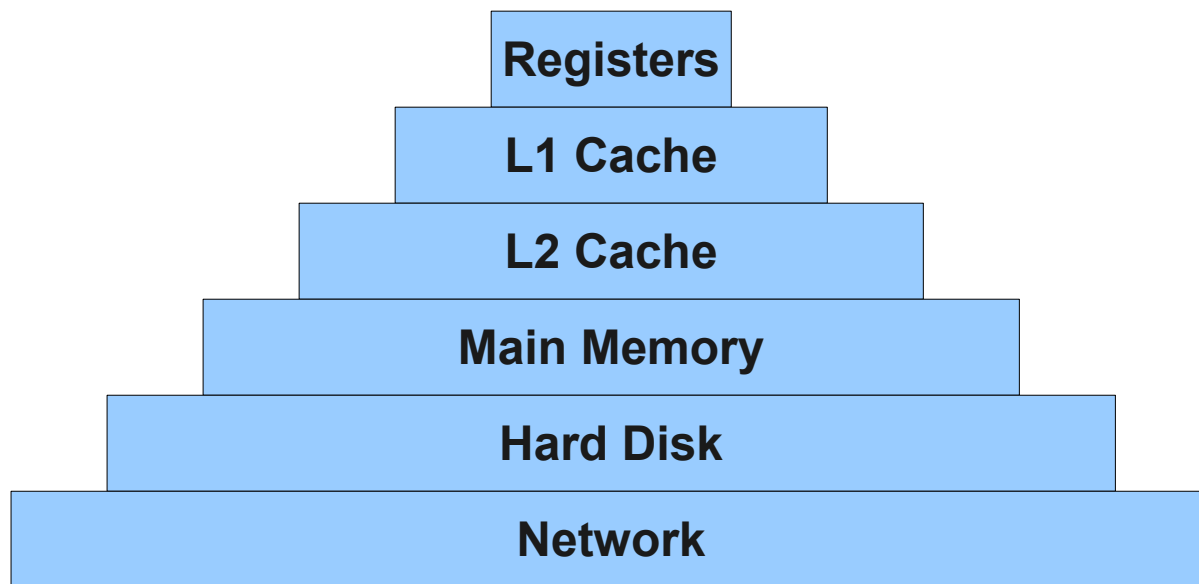 Registers
L1 Cache
L2 Cache
Main Memory
Hard Disk
Network